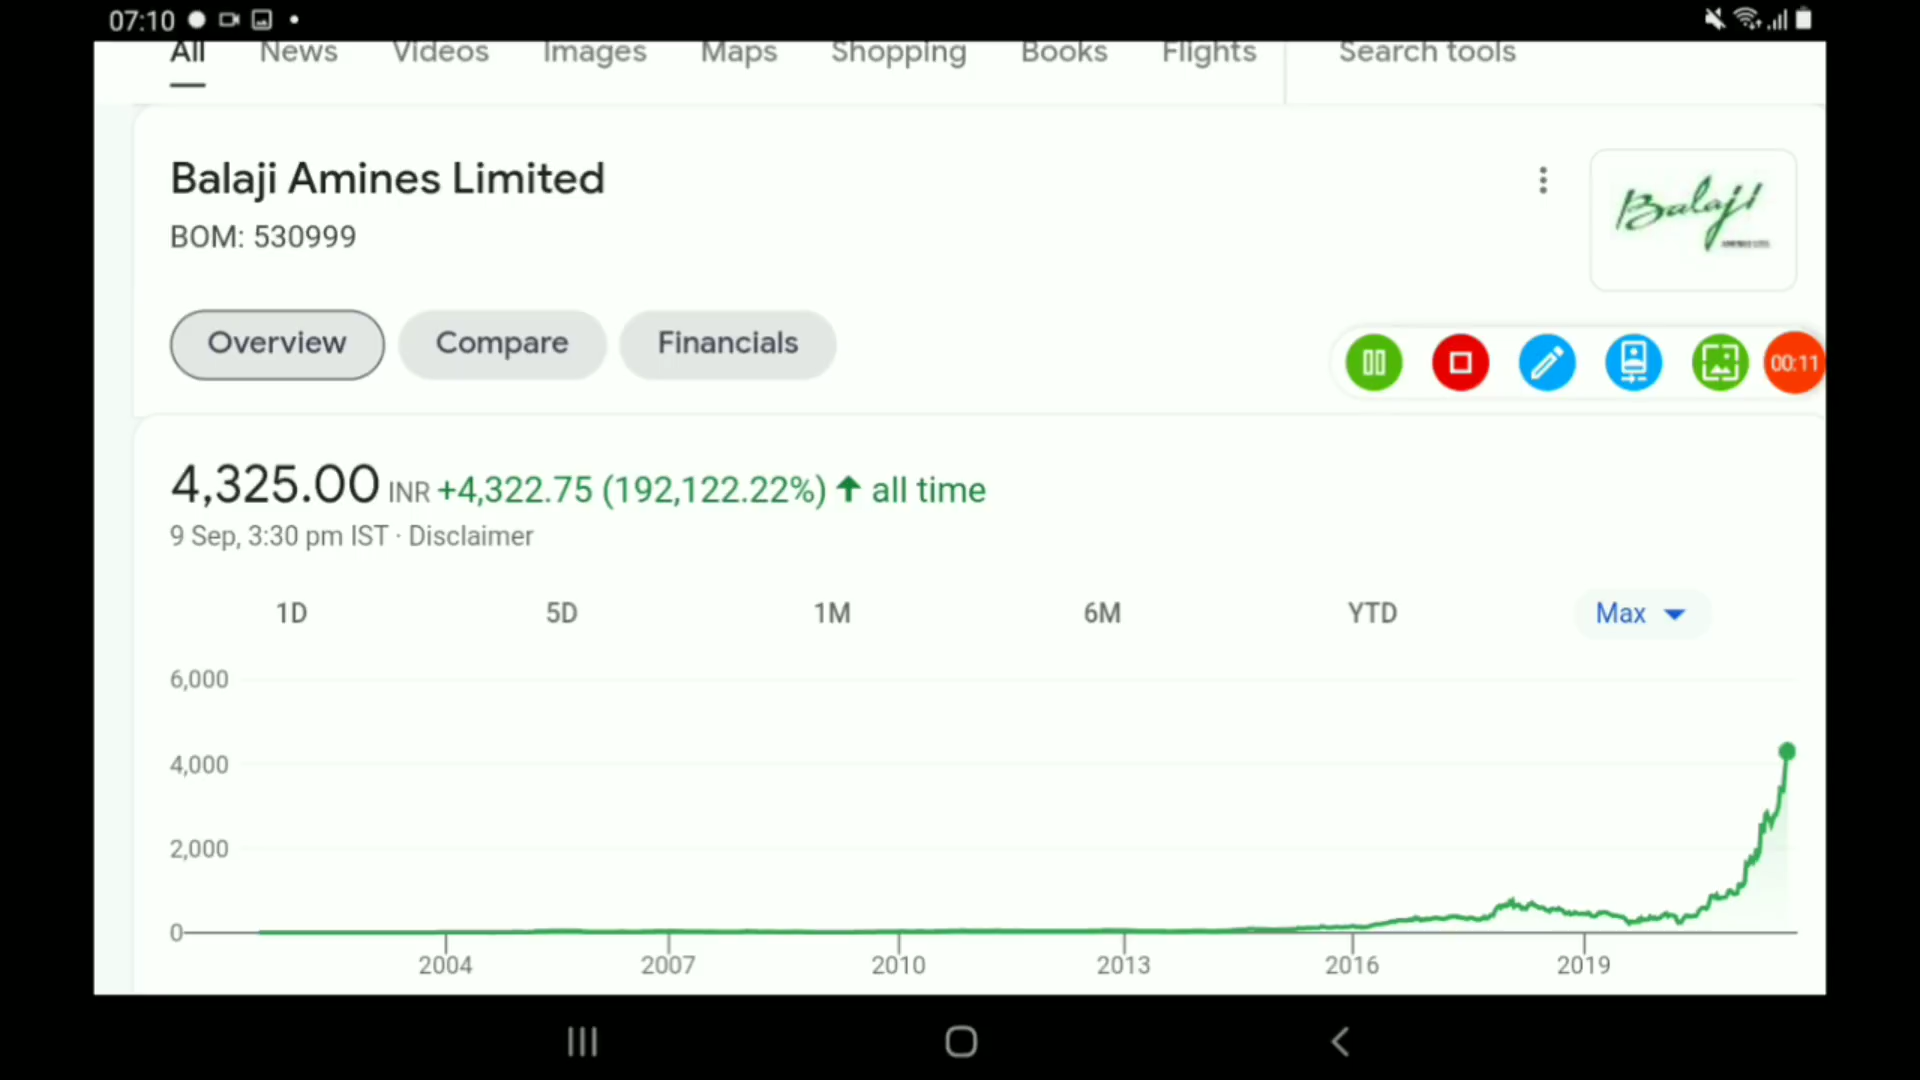 07:10
All News Videos Images Maps Shopping Books Flights Search tools
Balaji Amines Limited
BOM: 530999
Balaji
AMINES LTD.
Overview Compare Financials
00:11
4,325.00 INR +4,322.75 (192,122.22%) ↑ all time
9 Sep, 3:30 pm IST · Disclaimer
1D 5D 1M 6M YTD Max
6,000
4,000
2,000
0
2004 2007 2010 2013 2016 2019